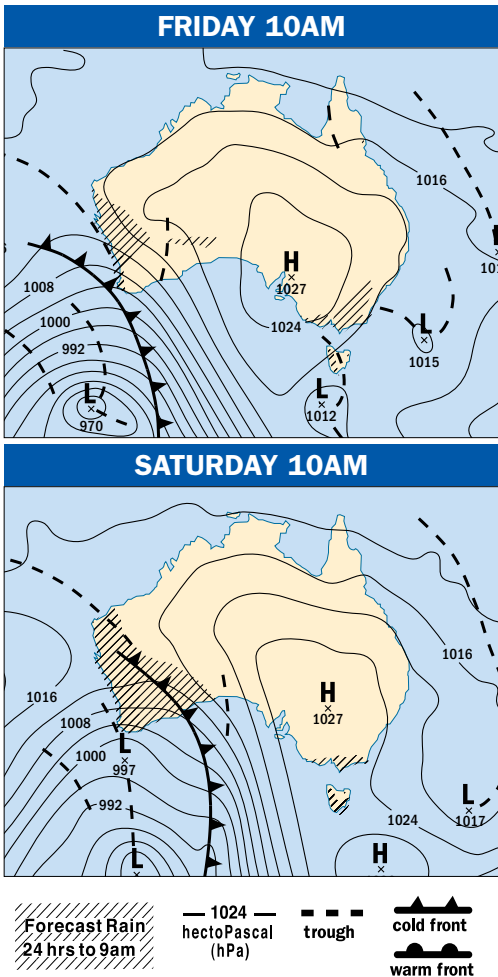 FRIDAY 10AM
1016
H
1027
1008
1000
992
1024
L
1015
L
970
L
1012
SATURDAY 10AM
1016
1016
H
1027
1008
L
997
1000
992
L
1017
1024
H
L
Forecast Rain
24 hrs to 9am
1024
hectoPascal
(hPa)
trough
cold front
warm front